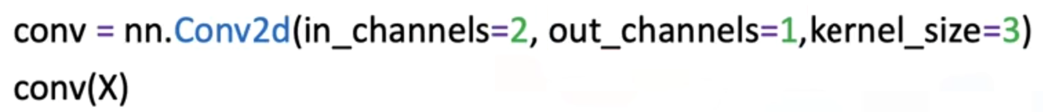 conv = nn.Conv2d(in_channels=2, out_channels=1,kernel_size=3)
conv(X)